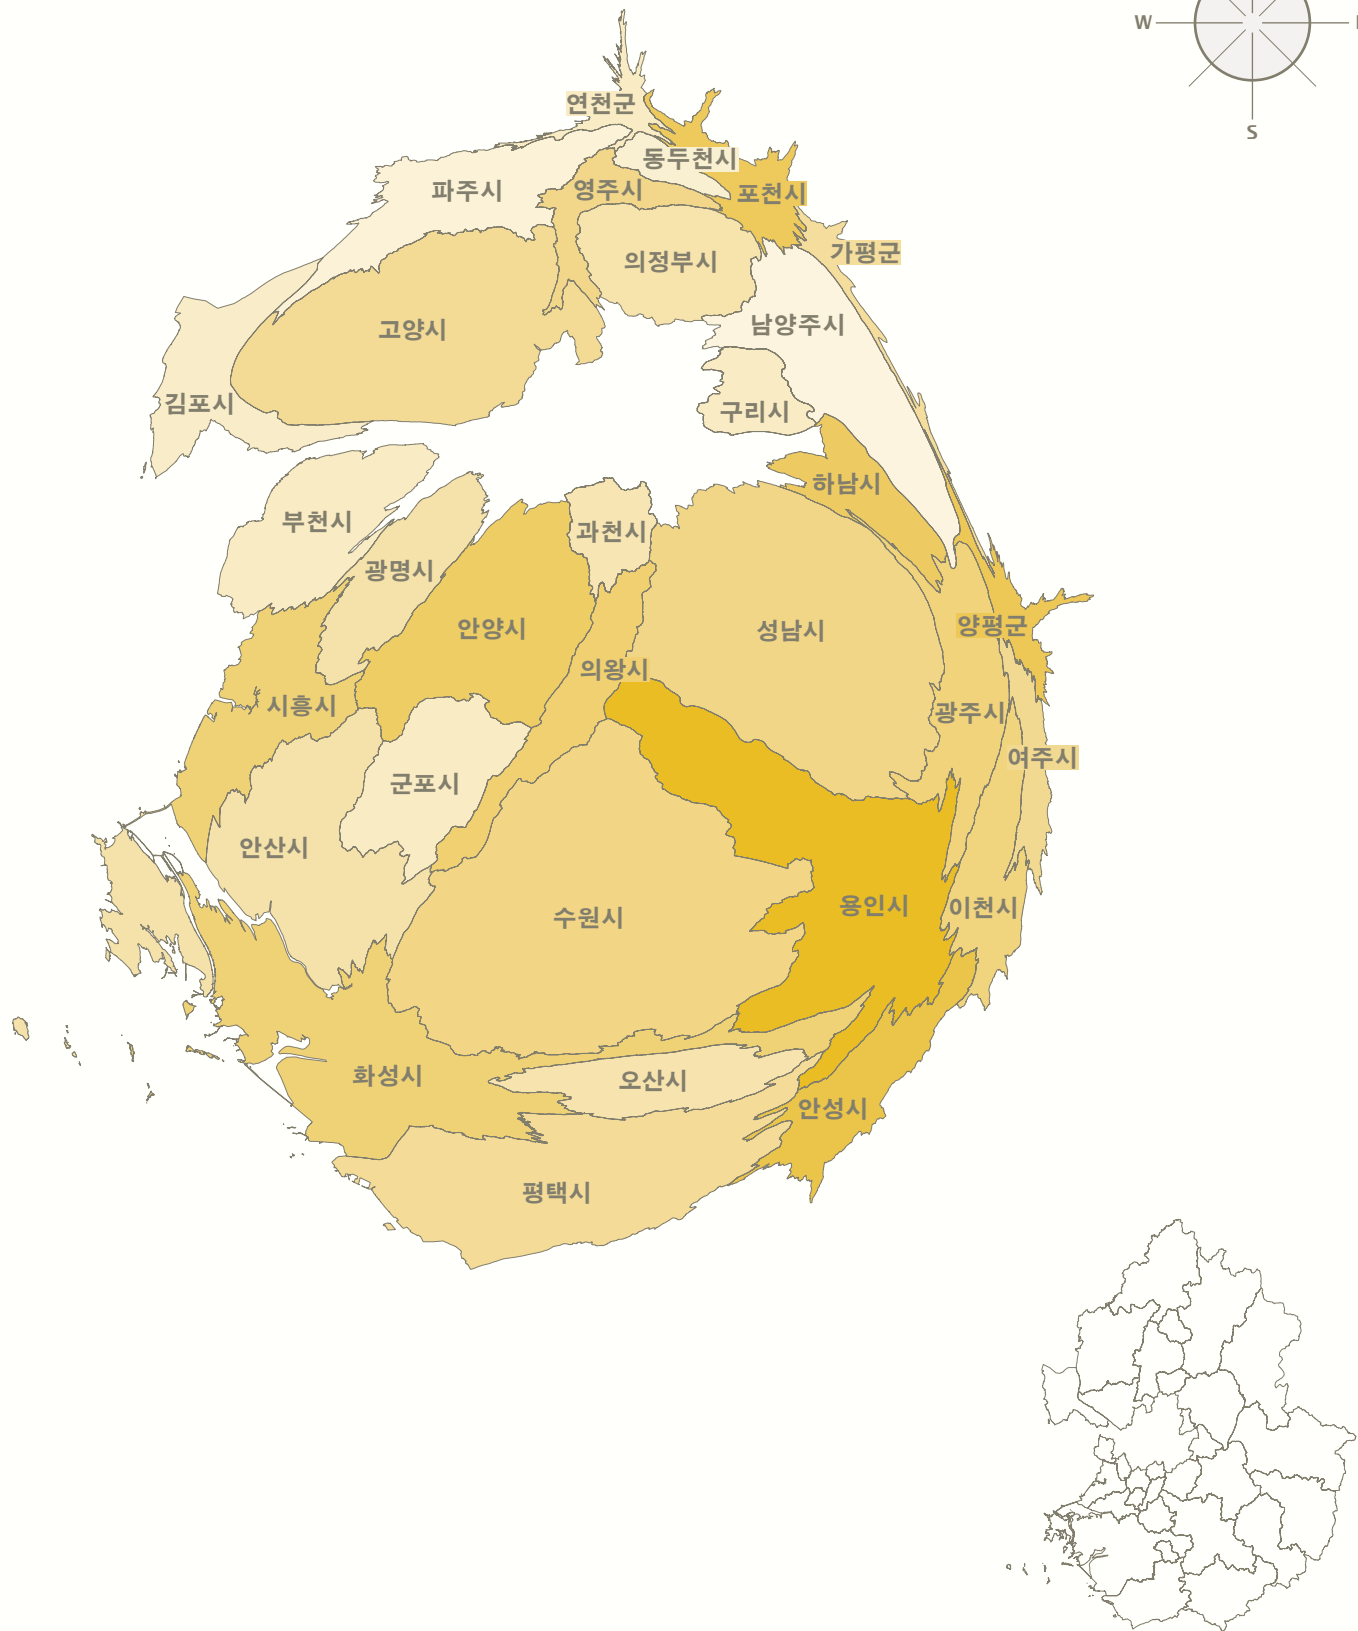 W
S
연천군
동두천시
파주시
영주시
포천시
가평군
의정부시
남양주시
고양시
김포시
구리시
하남시
부천시
과천시
광명시
안양시
성남시
양평군
의왕시
시흥시
광주시
여주시
군포시
안산시
용인시
이천시
수원시
화성시
오산시
안성시
평택시